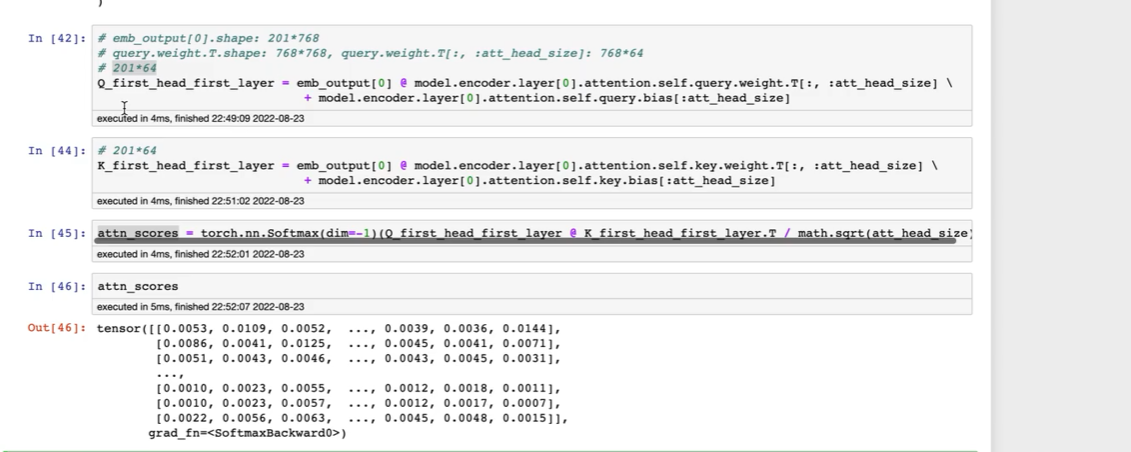 )
In [42]: # emb_output[0].shape: 201*768
# query.weight.T.shape: 768*768, query.weight.T[:, :att_head_size]: 768*64
# 201*64
Q_first_head_first_layer = emb_output[0] @ model.encoder.layer[0].attention.self.query.weight.T[:, :att_head_size] \
+ model.encoder.layer[0].attention.self.query.bias[:att_head_size]
executed in 4ms, finished 22:49:09 2022-08-23
In [44]: # 201*64
K_first_head_first_layer = emb_output[0] @ model.encoder.layer[0].attention.self.key.weight.T[:, :att_head_size] \
+ model.encoder.layer[0].attention.self.key.bias[:att_head_size]
executed in 4ms, finished 22:51:02 2022-08-23
In [45]: attn_scores = torch.nn.Softmax(dim=-1)(Q_first_head_first_layer @ K_first_head_first_layer.T / math.sqrt(att_head_size)
executed in 4ms, finished 22:52:01 2022-08-23
In [46]: attn_scores
executed in 5ms, finished 22:52:07 2022-08-23
Out[46]: tensor([[0.0053, 0.0109, 0.0052, ..., 0.0039, 0.0036, 0.0144],
[0.0086, 0.0041, 0.0125, ..., 0.0045, 0.0041, 0.0071],
[0.0051, 0.0043, 0.0046, ..., 0.0043, 0.0045, 0.0031],
...,
[0.0010, 0.0023, 0.0055, ..., 0.0012, 0.0018, 0.0011],
[0.0010, 0.0023, 0.0057, ..., 0.0012, 0.0017, 0.0007],
[0.0022, 0.0056, 0.0063, ..., 0.0045, 0.0048, 0.0015]],
grad_fn=<SoftmaxBackward0>)